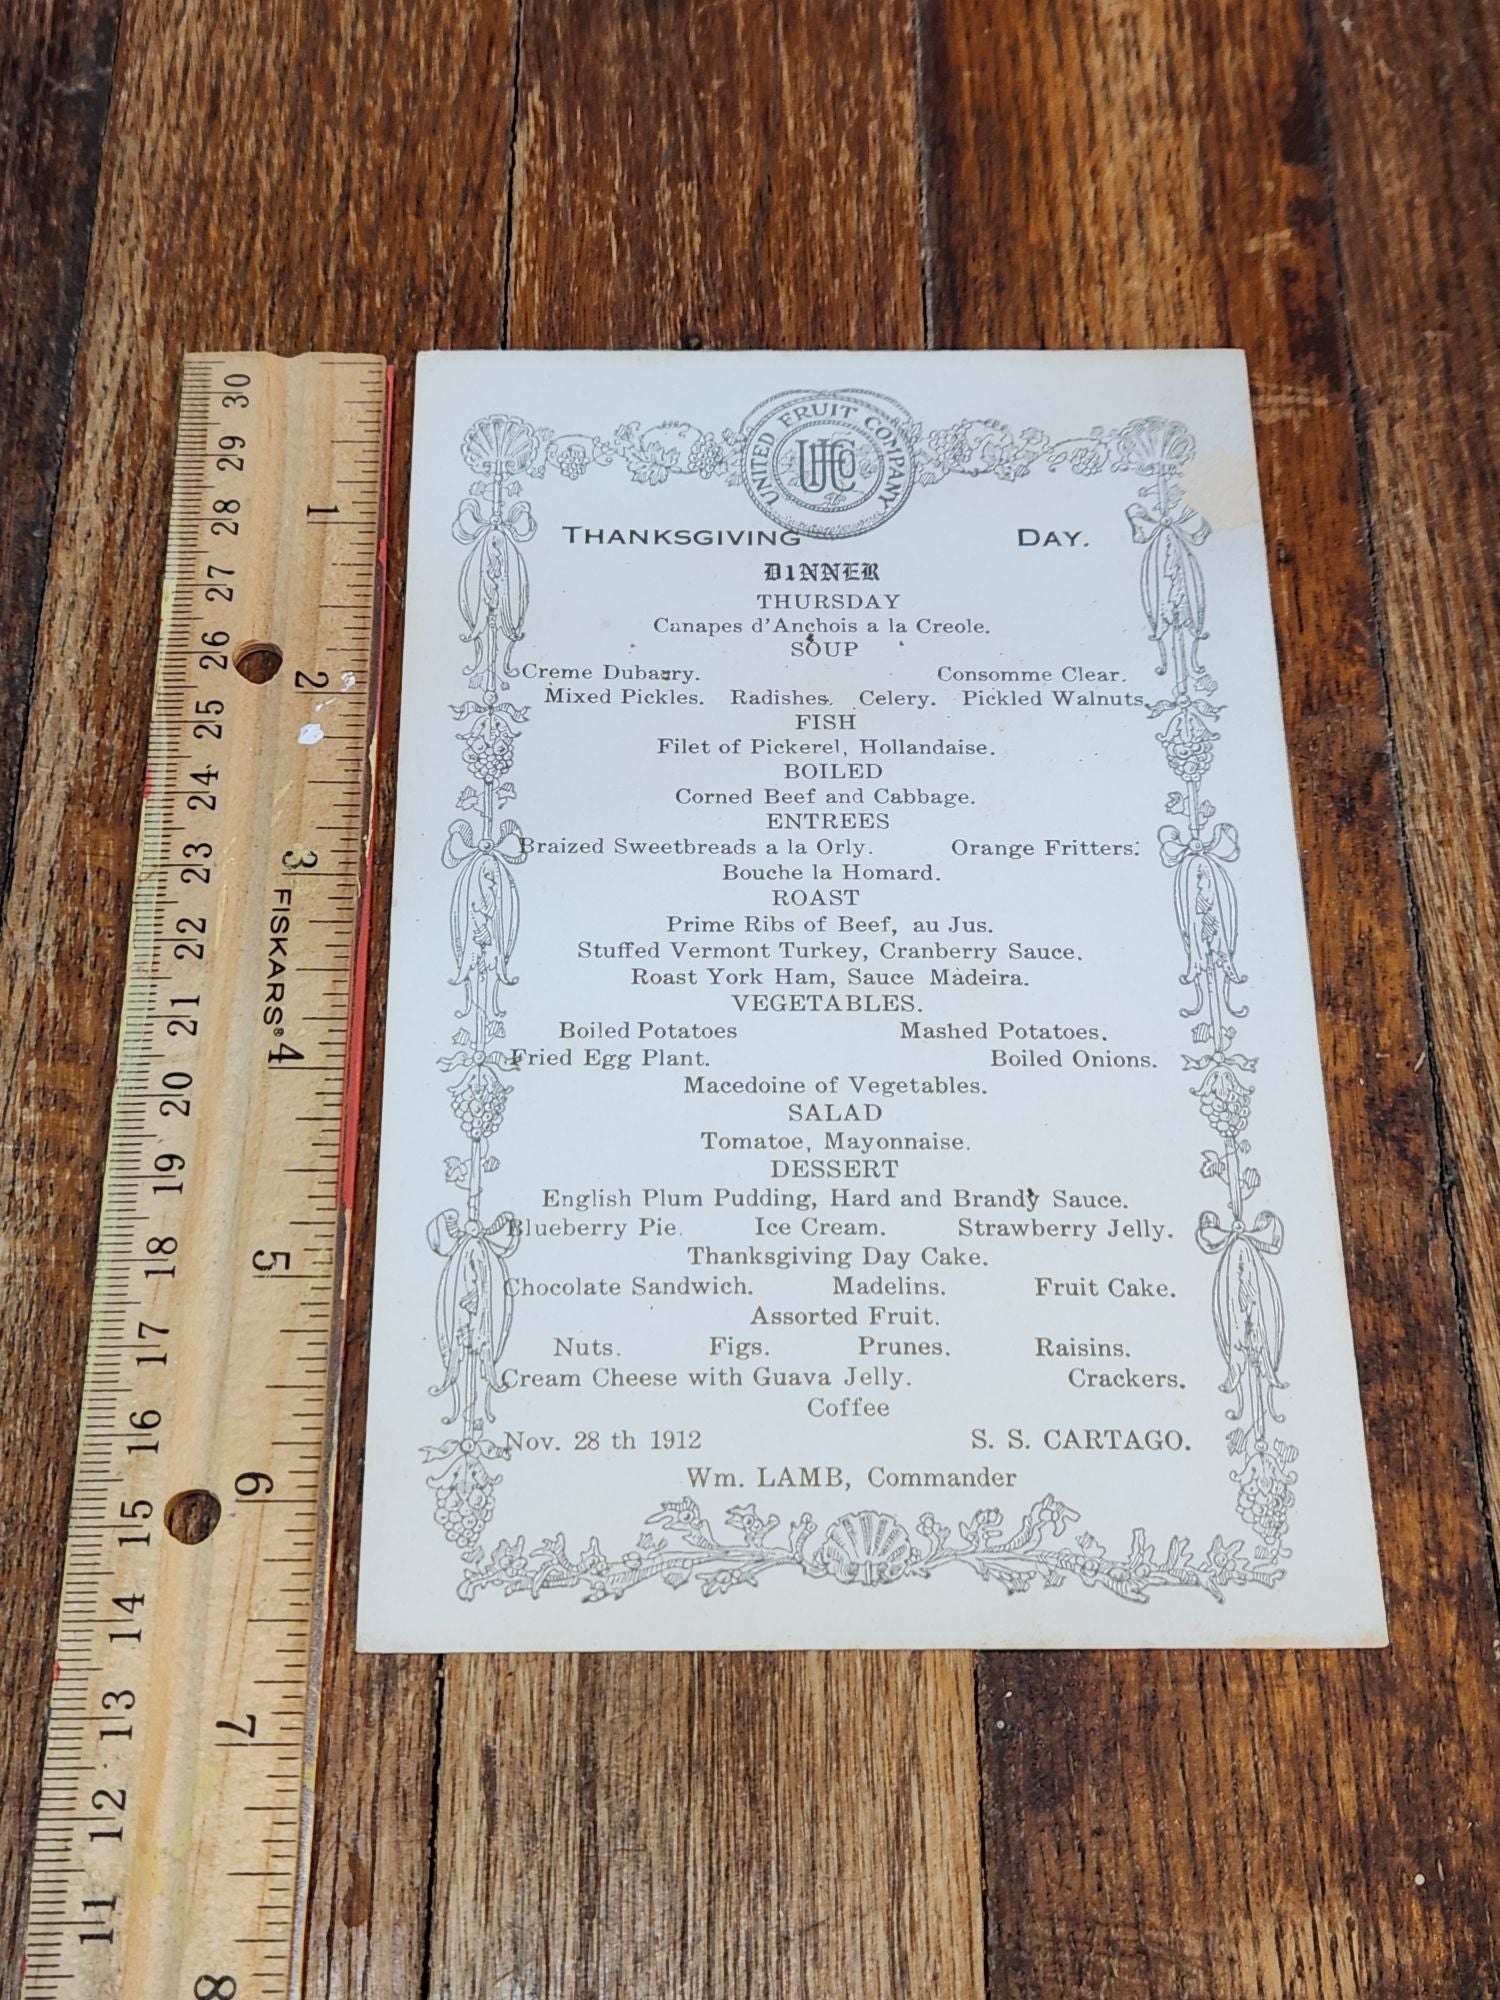 UNITED FRUIT COMPANY
UFCo
THANKSGIVING DAY.
D1NNER
THURSDAY
Canapes d'Anchois a la Creole.
SOUP
Creme Dubarry. Consomme Clear.
Mixed Pickles. Radishes. Celery. Pickled Walnuts.
FISH
Filet of Pickerel, Hollandaise.
BOILED
Corned Beef and Cabbage.
ENTREES
Braized Sweetbreads a la Orly. Orange Fritters.
Bouche la Homard.
ROAST
Prime Ribs of Beef, au Jus.
Stuffed Vermont Turkey, Cranberry Sauce.
Roast York Ham, Sauce Madeira.
VEGETABLES.
Boiled Potatoes Mashed Potatoes.
Fried Egg Plant. Boiled Onions.
Macedoine of Vegetables.
SALAD
Tomatoe, Mayonnaise.
DESSERT
English Plum Pudding, Hard and Brandy Sauce.
Blueberry Pie. Ice Cream. Strawberry Jelly.
Thanksgiving Day Cake.
Chocolate Sandwich. Madelins. Fruit Cake.
Assorted Fruit.
Nuts. Figs. Prunes. Raisins.
Cream Cheese with Guava Jelly. Crackers.
Coffee
Nov. 28 th 1912 S. S. CARTAGO.
Wm. LAMB, Commander
30 29 28 27 26 25 24 23 22 21 20 19 18 17 16 15 14 13 12 11
1 2 3 4 5 6 7 8
FISKARS®